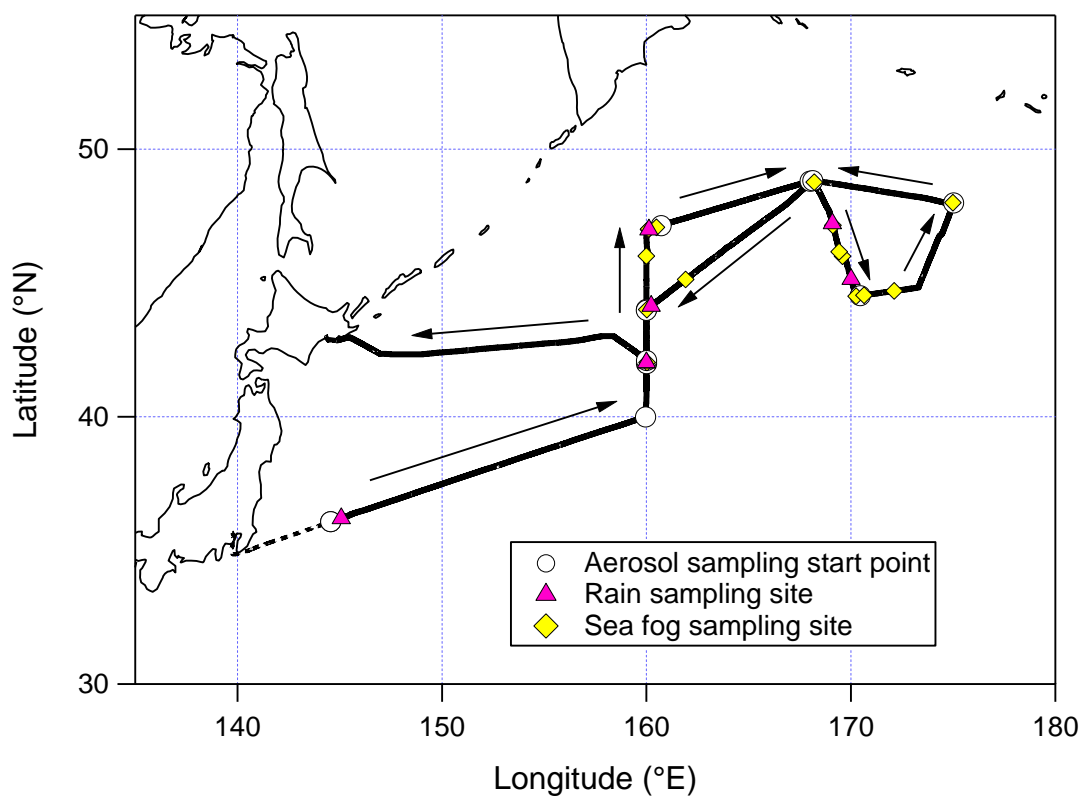 50
40
30
Latitude (°N)
Aerosol sampling start point
Rain sampling site
Sea fog sampling site
140
150
160
170
180
Longitude (°E)